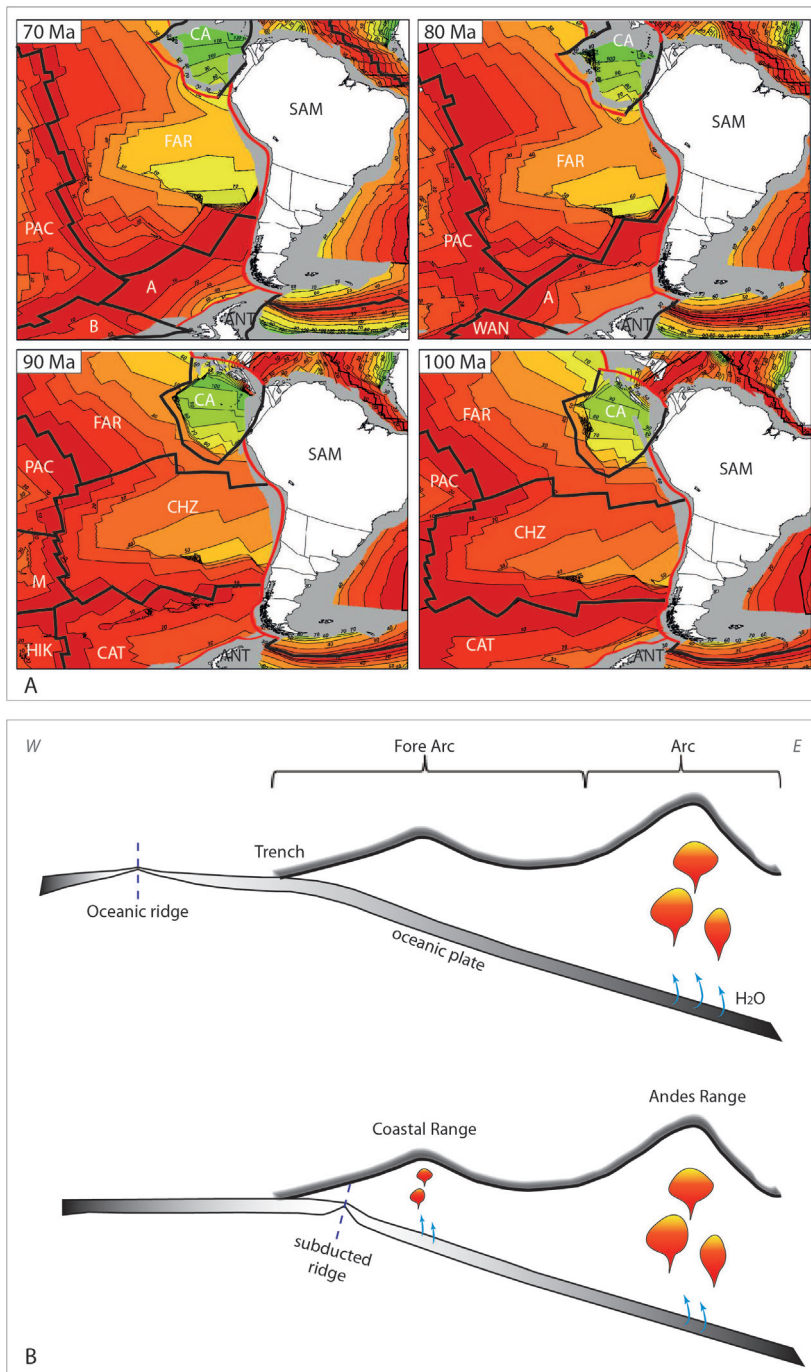 70 Ma
CA
SAM
FAR
PAC
A
B
ANT
80 Ma
CA
SAM
FAR
PAC
A
WAN
ANT
90 Ma
CA
FAR
SAM
PAC
CHZ
M
HIK
CAT
ANT
100 Ma
FAR
CA
SAM
PAC
CHZ
CAT
ANT
A
W
Fore Arc
Arc
E
Trench
Oceanic ridge
oceanic plate
H2O
Andes Range
Coastal Range
subducted
ridge
B